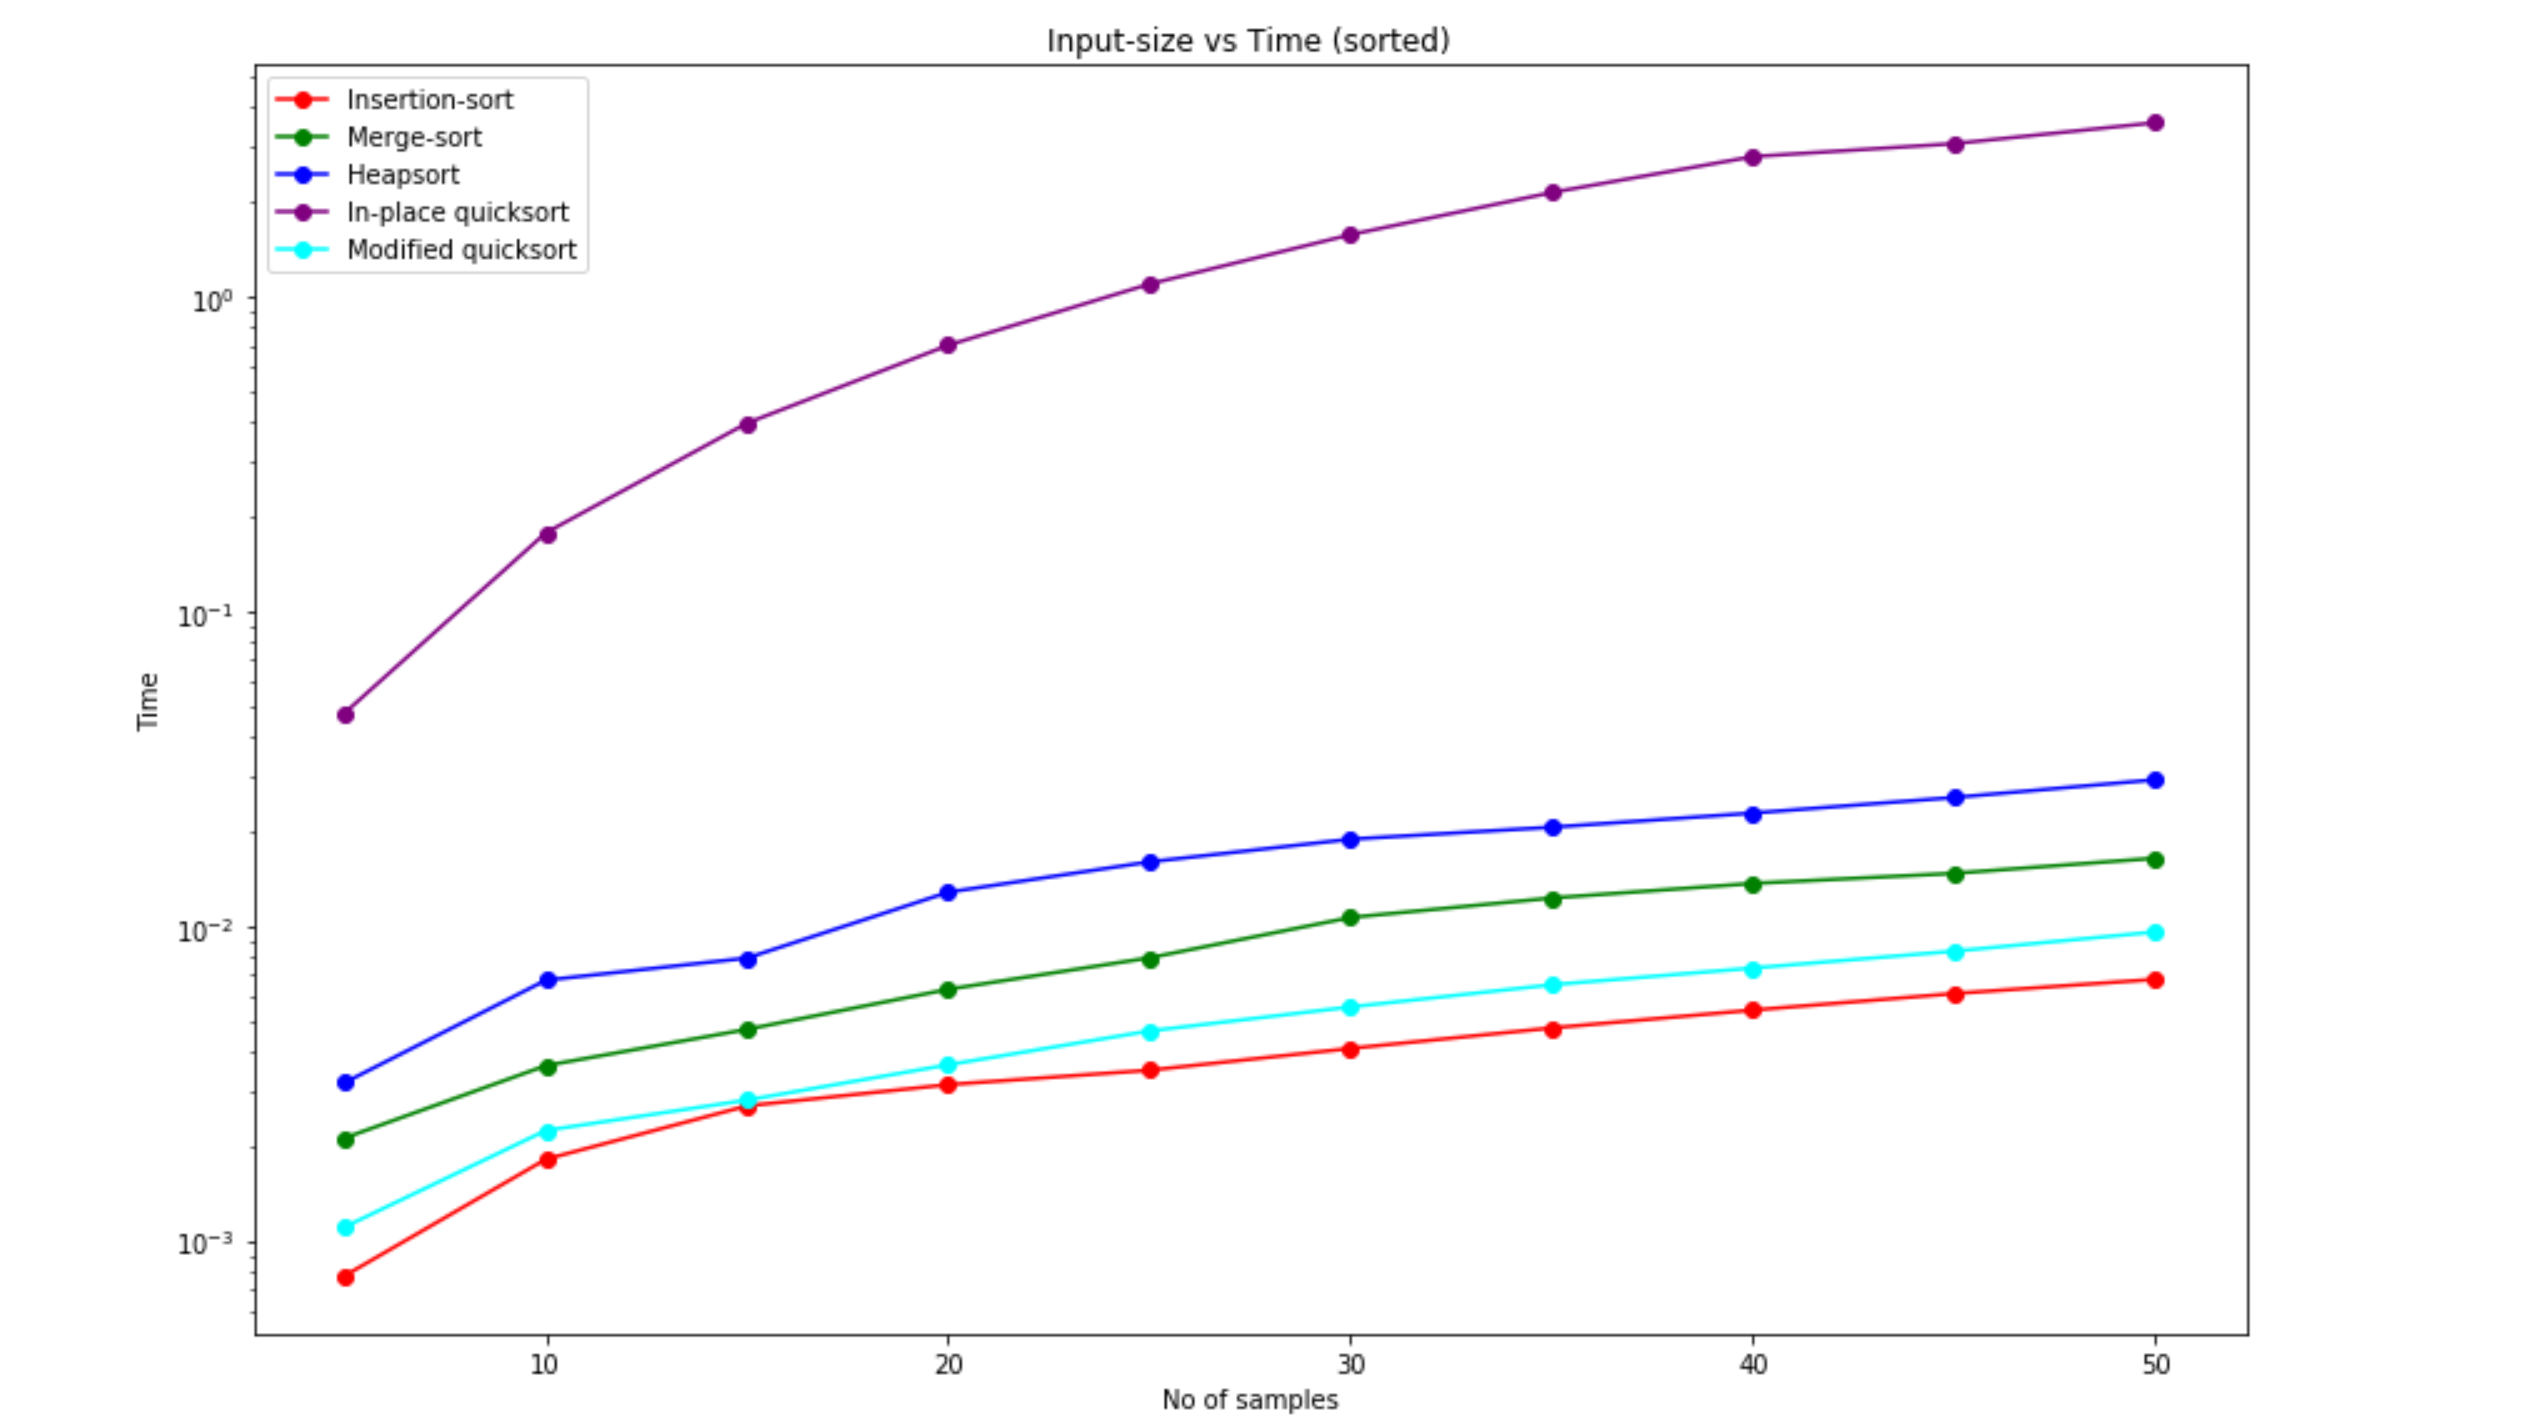 Input-size vs Time (sorted)
Insertion-sort
Merge-sort
Heapsort
In-place quicksort
Modified quicksort
10⁰
10⁻¹
10⁻²
10⁻³
Time
10 20 30 40 50
No of samples